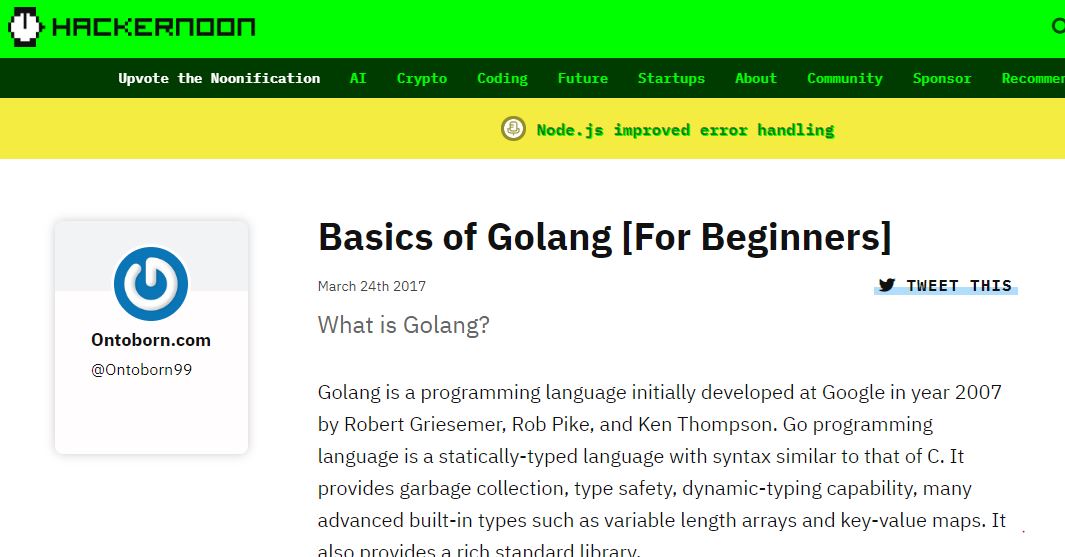 HACKERNOON
Upvote the Noonification AI Crypto Coding Future Startups About Community Sponsor
Node.js improved error handling
Basics of Golang [For Beginners]
March 24th 2017
TWEET THIS
What is Golang?
Ontoborn.com
@Ontoborn99
Golang is a programming language initially developed at Google in year 2007
by Robert Griesemer, Rob Pike, and Ken Thompson. Go programming
language is a statically-typed language with syntax similar to that of C. It
provides garbage collection, type safety, dynamic-typing capability, many
advanced built-in types such as variable length arrays and key-value maps. It
also provides a rich standard library.